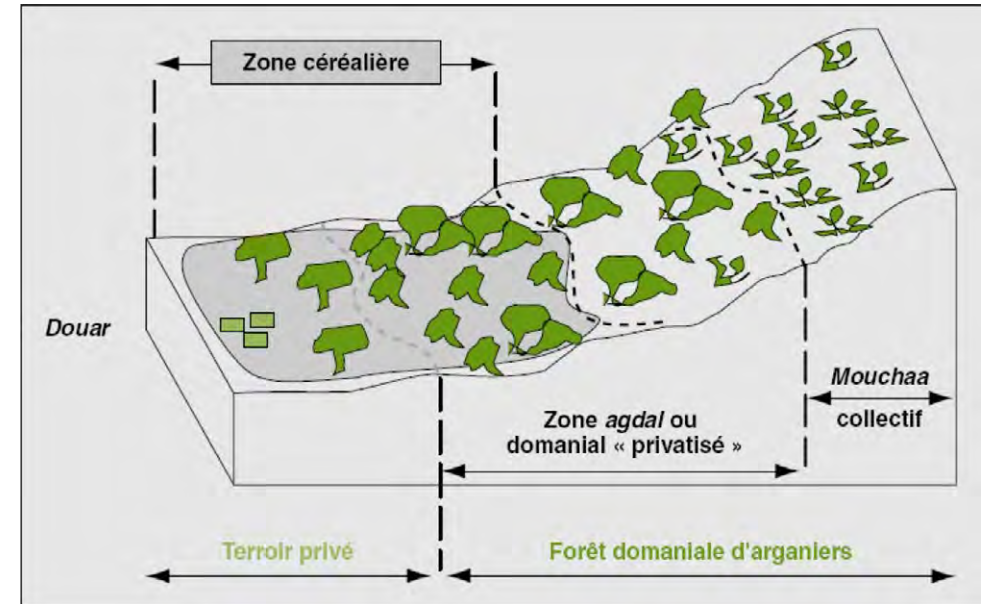 Zone céréalière
Douar
Mouchaa
collectif
Zone agdal ou
domanial « privatisé »
Terroir privé
Forêt domaniale d'arganiers